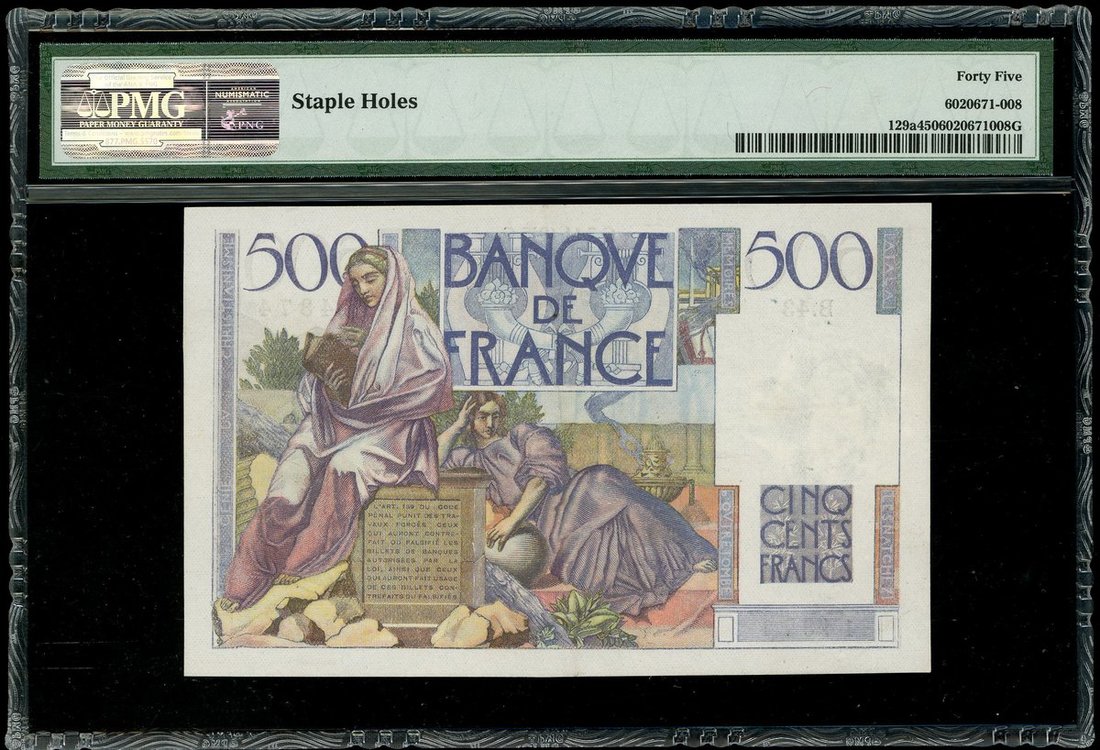 PMG
PAPER MONEY GUARANTY
NUMISMATIC
PNG
Staple Holes
Forty Five
6020671-008
129a4506020671008G
500
BANQVE
DE
FRANCE
500
L'ART. 139 DU CODE
PENAL PUNIT DES TRA-
VAUX FORCÉS CEUX
QUI AURONT CONTRE-
FAIT OU FALSIFIÉ LES
BILLETS DE BANQUES
AUTORISÉES PAR LA
LOI, AINSI QUE CEUX
QUI AURONT FAIT USAGE
DE CES BILLETS CON-
TREFAITS OU FALSIFIÉS
CINQ
CENTS
FRANCS